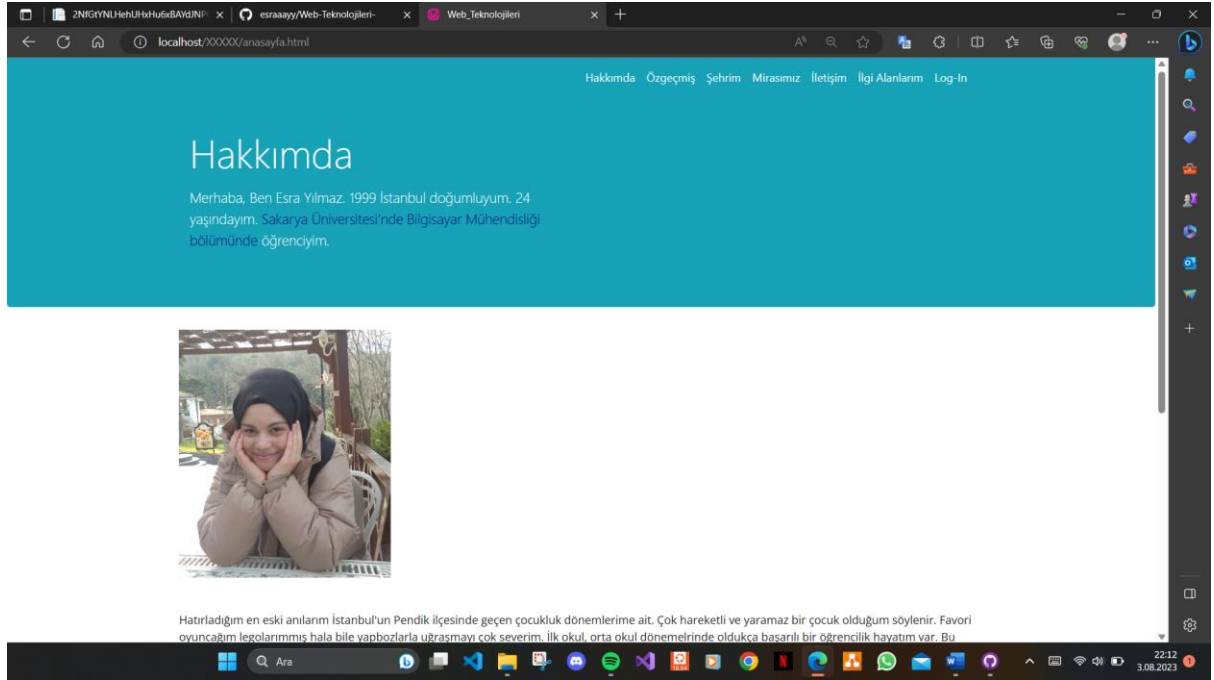 esraaayy/Web-Teknolojileri-
Web_Teknolojileri
localhost/XXXXX/anasayfa.html
Hakkımda Özgeçmiş Şehrim Mirasımız İletişim İlgi Alanlarım Log-In
Hakkımda
Merhaba, Ben Esra Yılmaz. 1999 İstanbul doğumluyum. 24
yaşındayım. Sakarya Üniversitesi'nde Bilgisayar Mühendisliği
bölümünde öğrenciyim.
Hatırladığım en eski anılarım İstanbul'un Pendik ilçesinde geçen çocukluk dönemlerime ait. Çok hareketli ve yaramaz bir çocuk olduğum söylenir. Favori
oyuncağım legolarımmış hala bile yapbozlarla uğraşmayı çok severim. İlk okul, orta okul dönemelrinde oldukça başarılı bir öğrencilik hayatım var. Bu
Ara
22:12
3.08.2023
1